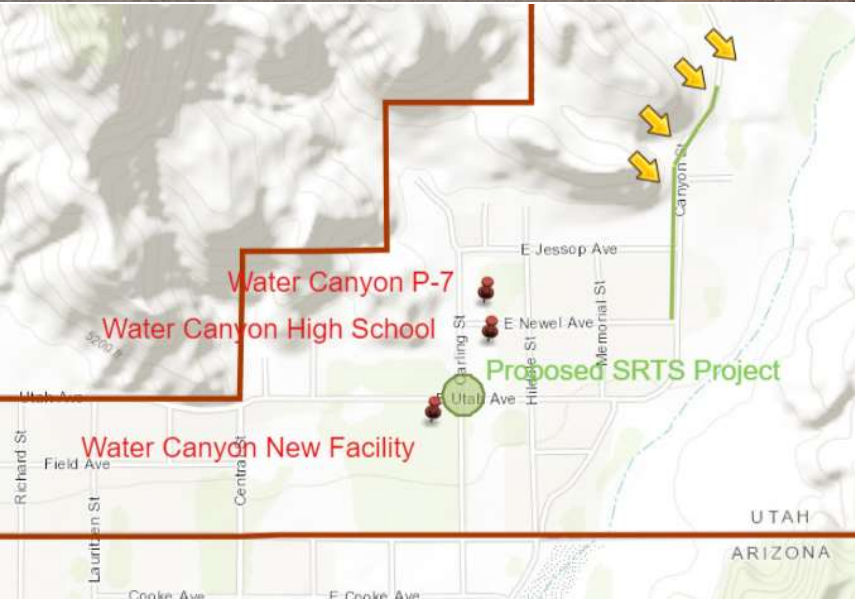 Canyon St
E Jessop Ave
Water Canyon P-7
Memorial St
Water Canyon High School
E Newel Ave
5200 ft
Carling St
Hildale St
Proposed SRTS Project
Utah Ave
E Utah Ave
Water Canyon New Facility
Richard St
Field Ave
Central St
Lauritzen St
UTAH
ARIZONA
Cooke Ave
E Cooke Ave